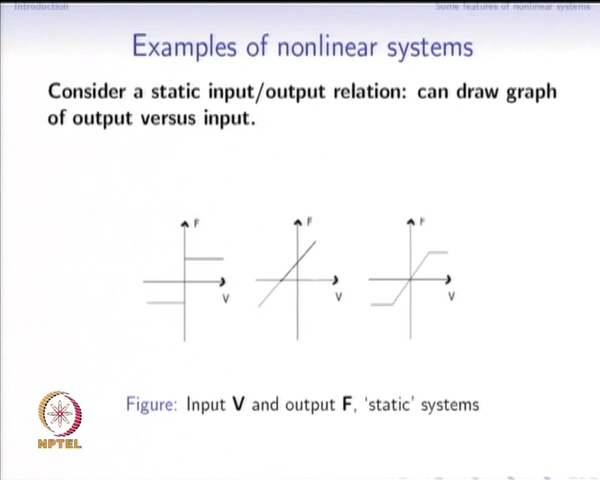 Introduction
Some features of nonlinear systems
Examples of nonlinear systems
Consider a static input/output relation: can draw graph
of output versus input.
F
F
F
V
V
V
Figure: Input V and output F, ‘static’ systems
NPTEL